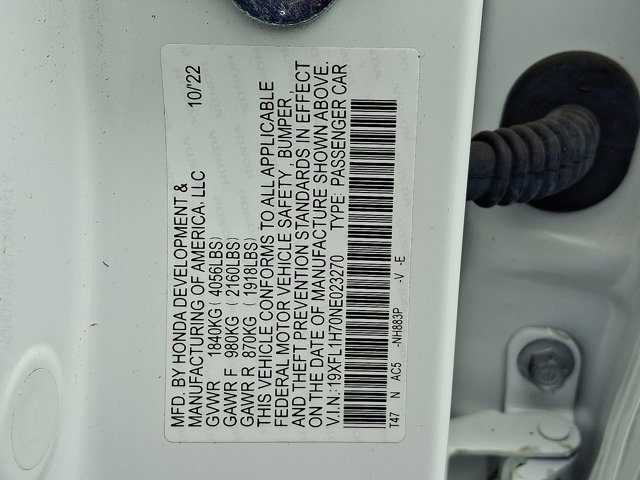 MFD. BY HONDA DEVELOPMENT & 10/'22
MANUFACTURING OF AMERICA, LLC
GVWR 1840KG ( 4056LBS)
GAWR F 980KG ( 2160LBS)
GAWR R 870KG ( 1918LBS)
THIS VEHICLE CONFORMS TO ALL APPLICABLE
FEDERAL MOTOR VEHICLE SAFETY, BUMPER,
AND THEFT PREVENTION STANDARDS IN EFFECT
ON THE DATE OF MANUFACTURE SHOWN ABOVE.
V.I.N.:19XFL1H70NE023270 TYPE: PASSENGER CAR
T47 N AC5 -NH883P -V -E